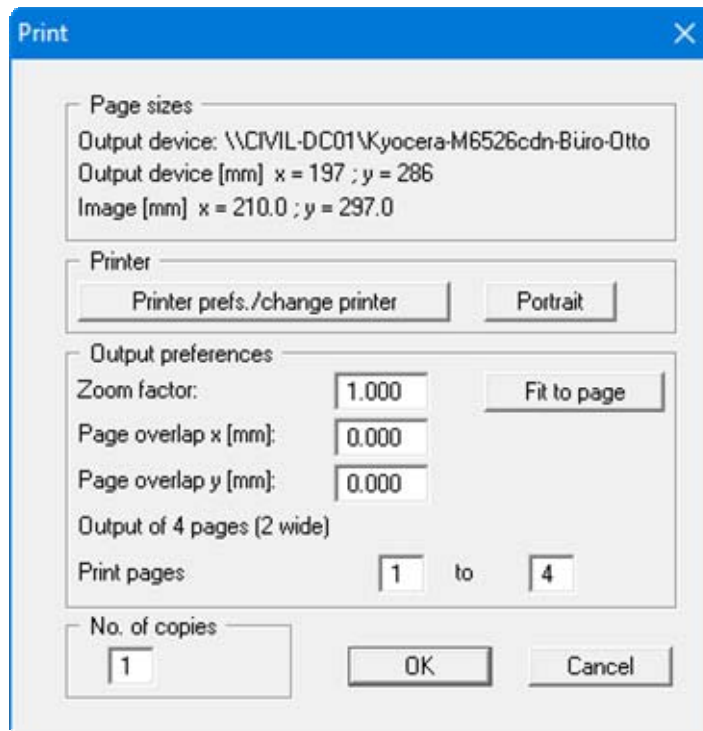 Print
Page sizes
Output device: \\CIVIL-DC01\Kyocera-M6526cdn-Büro-Otto
Output device [mm] x = 197 ; y = 286
Image [mm] x = 210.0 ; y = 297.0
Printer
Printer prefs./change printer Portrait
Output preferences
Zoom factor: 1.000 Fit to page
Page overlap x [mm]: 0.000
Page overlap y [mm]: 0.000
Output of 4 pages (2 wide)
Print pages 1 to 4
No. of copies
1 OK Cancel